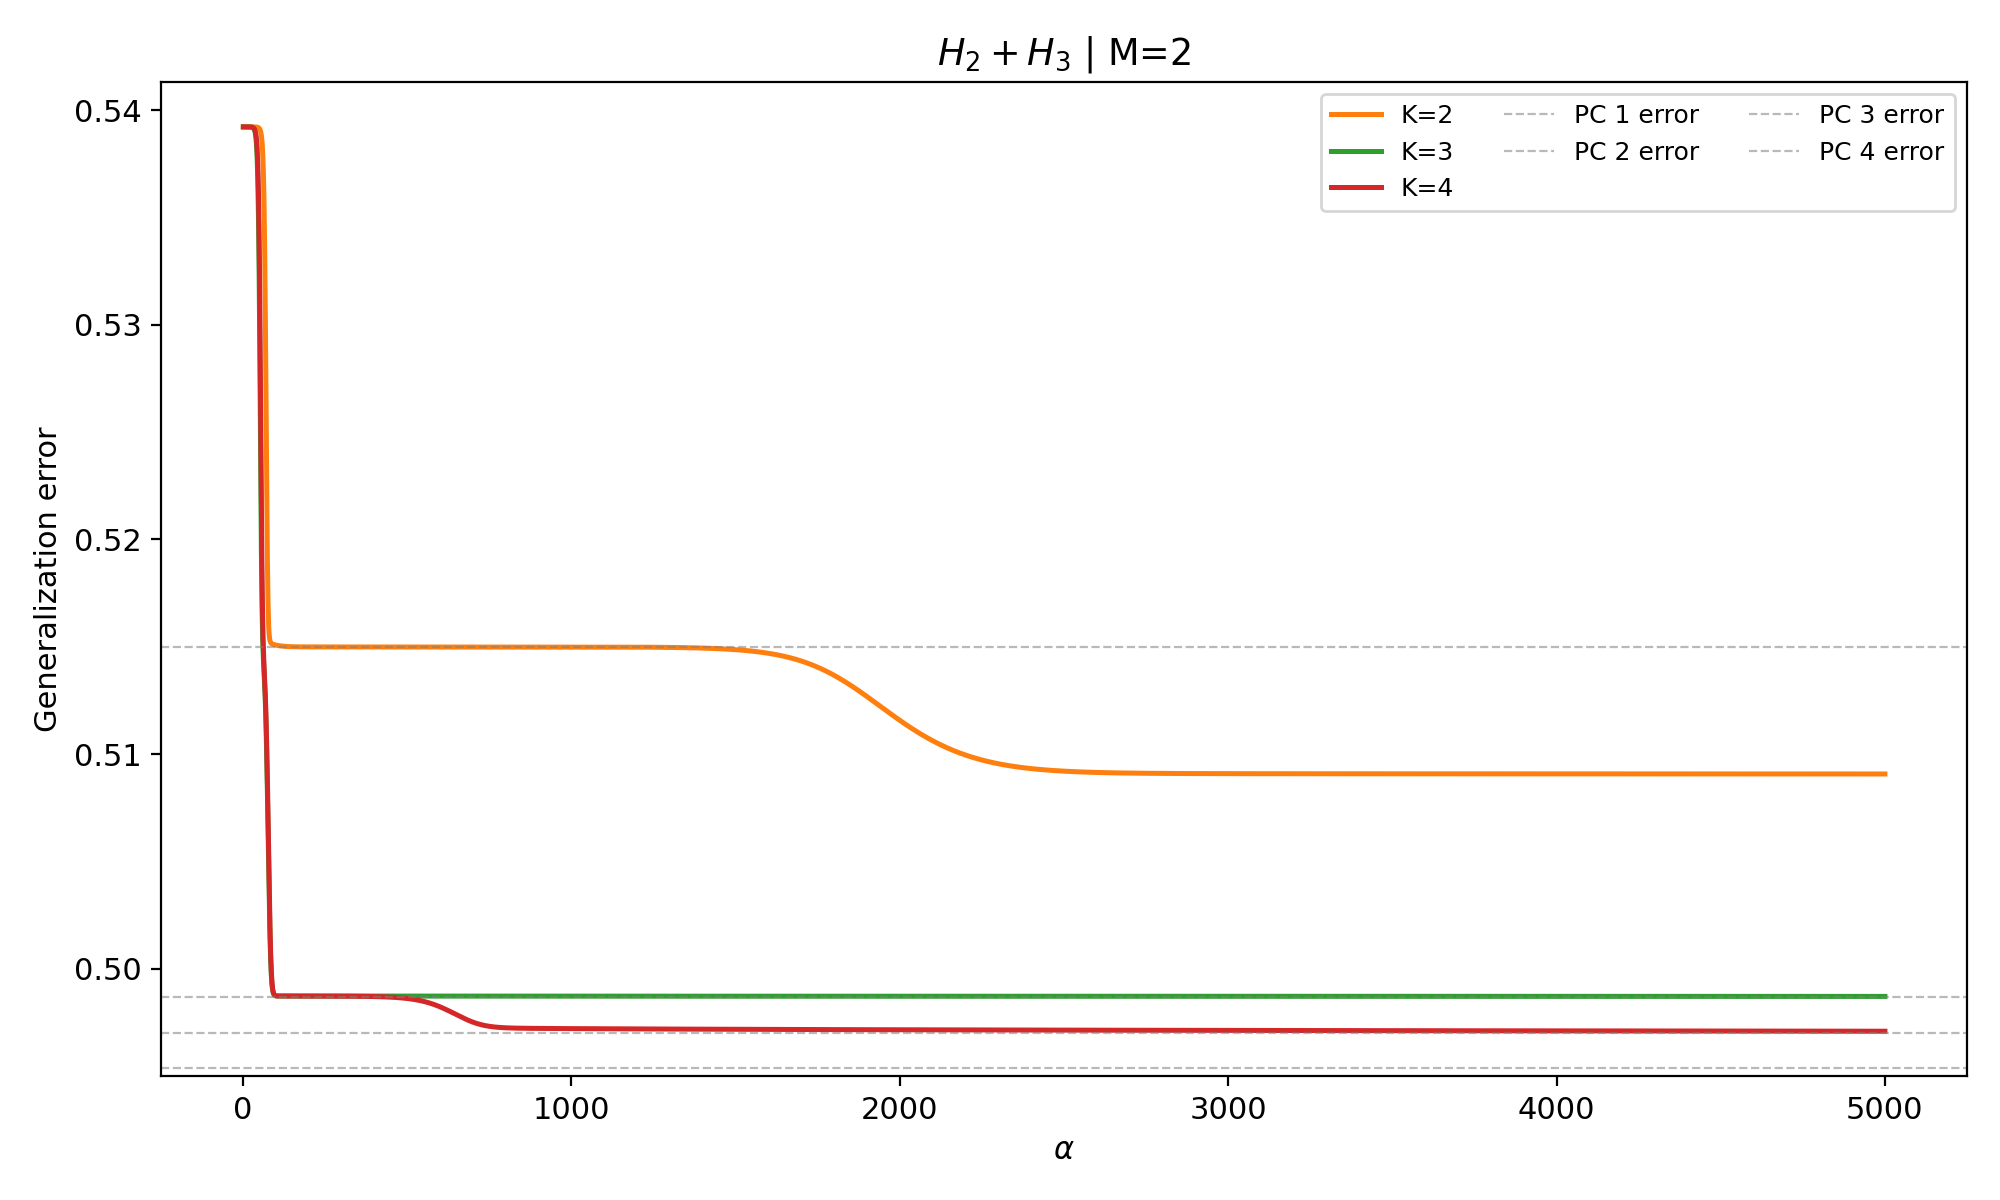 H₂ + H₃ | M=2
Generalization error
0.54
0.53
0.52
0.51
0.50
K=2
K=3
K=4
PC 1 error
PC 2 error
PC 3 error
PC 4 error
0 1000 2000 3000 4000 5000
α